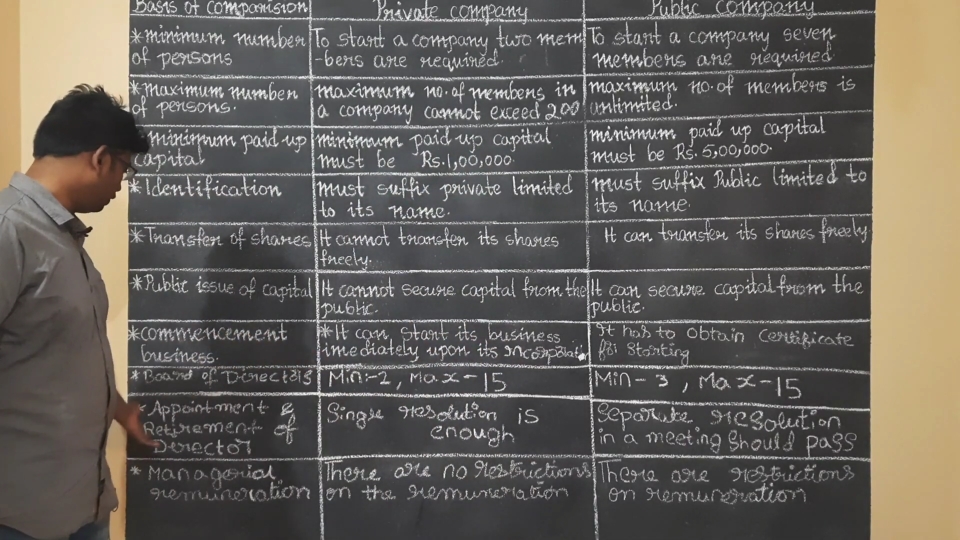 Basis of comparision
Private company
Public company
*minimum number
of persons
To start a company two mem
-bers are required.
To start a company seven
members are required
*maximum number
of persons.
maximum no. of members in
a company cannot exceed 200
maximum no. of members is
unlimited.
minimum paid up
capital
minimum paid up capital
must be Rs.1,00,000.
minimum paid up capital
must be Rs. 5,00,000.
*Identification
must suffix private limited
to its name.
must suffix Public limited to
its name.
*Transfer of shares
It cannot transfer its shares
freely.
It can transfer its shares freely.
*Public issue of capital
It cannot secure capital from the
public.
It can secure capital from the
public.
*commencement
business.
*It can, start its business
imediately upon its Incorporation
It has to obtain Certificate
for Starting
*Board of Directors
Min:-2, Max-15
Min-3, Max-15
*Appointment &
Retirement of
Director
Single resolution is
enough
Separate resolution
in a meeting should pass
*Managerial
remuneration
There are no restrictions
on the remuneration
There are restrictions
on remuneration